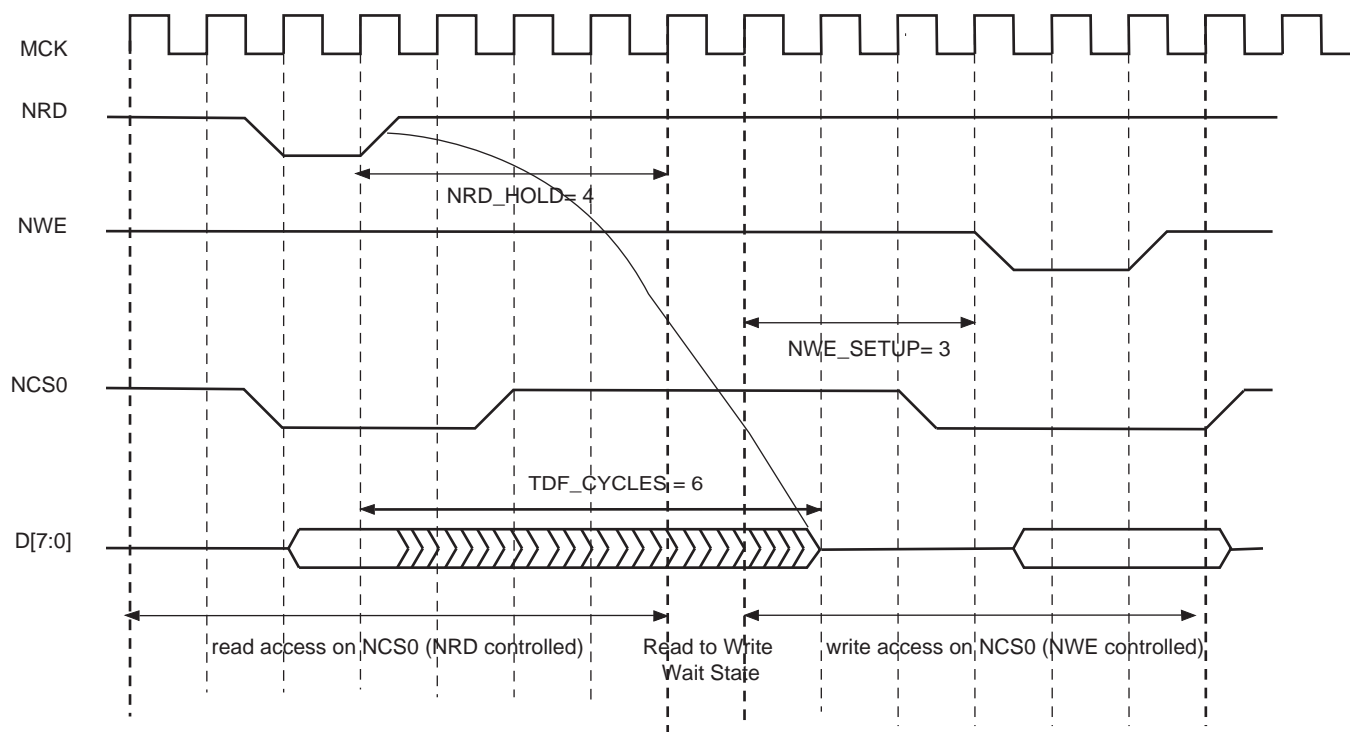 MCK
NRD
NRD_HOLD= 4
NWE
NWE_SETUP= 3
NCS0
TDF_CYCLES = 6
D[7:0]
read access on NCS0 (NRD controlled)
Read to Write
Wait State
write access on NCS0 (NWE controlled)